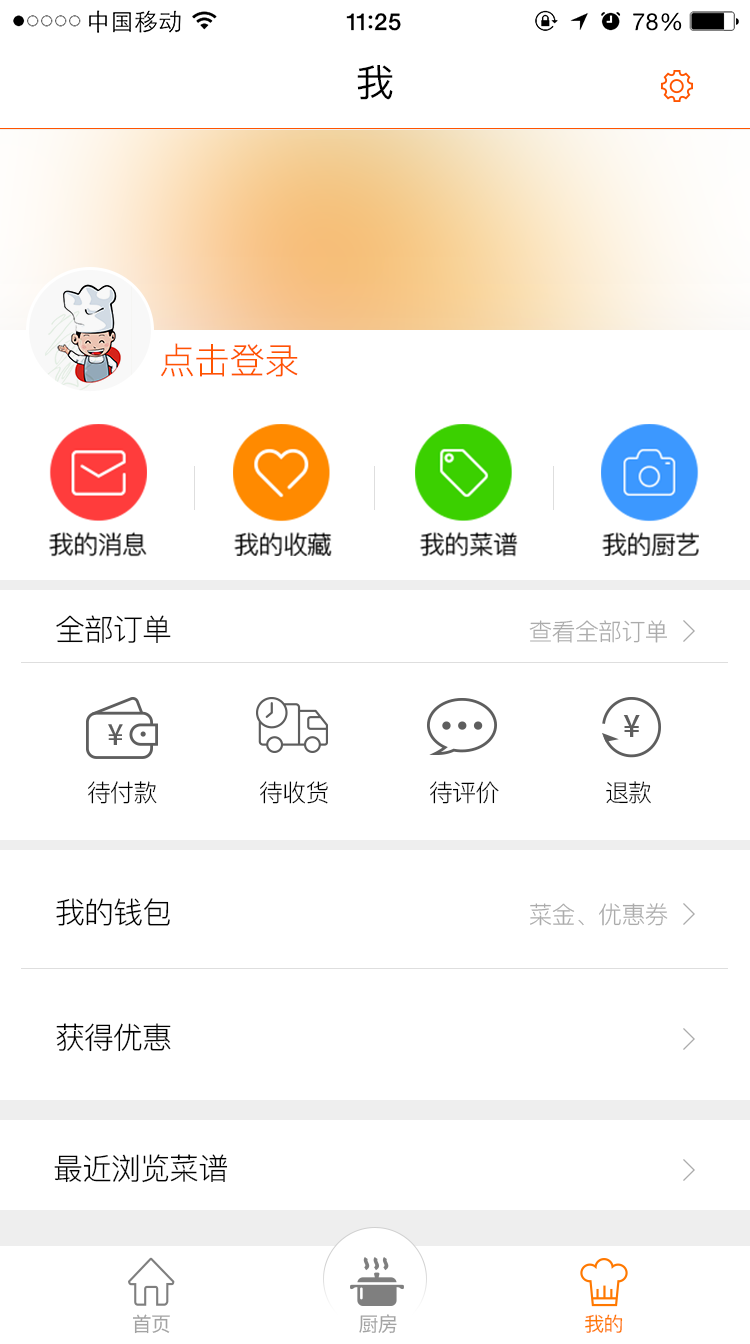 中国移动 11:25 78%
我
点击登录
我的消息 我的收藏 我的菜谱 我的厨艺
全部订单 查看全部订单
¥ ¥
待付款 待收货 待评价 退款
我的钱包 菜金、优惠券
获得优惠
最近浏览菜谱
首页 厨房 我的